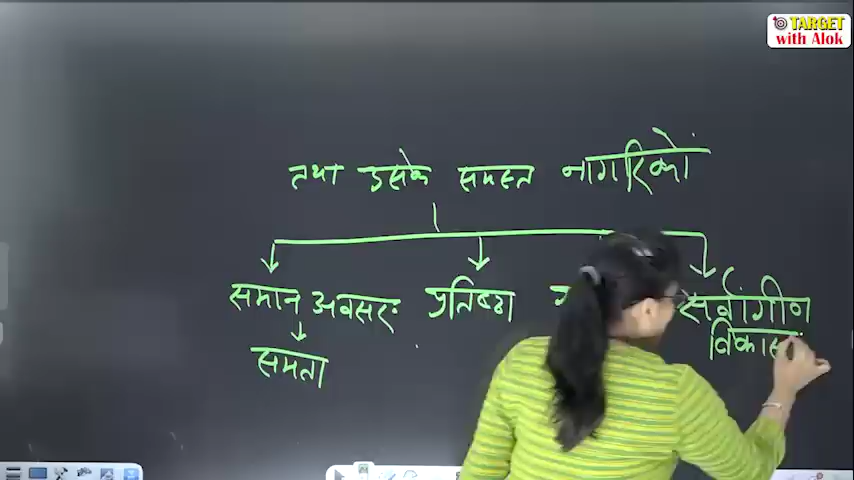 TARGET
with Alok
तथा उसके समस्त नागरिकों
समान अवसर: प्रतिष्ठा सर्वांगीण
विकास
समता